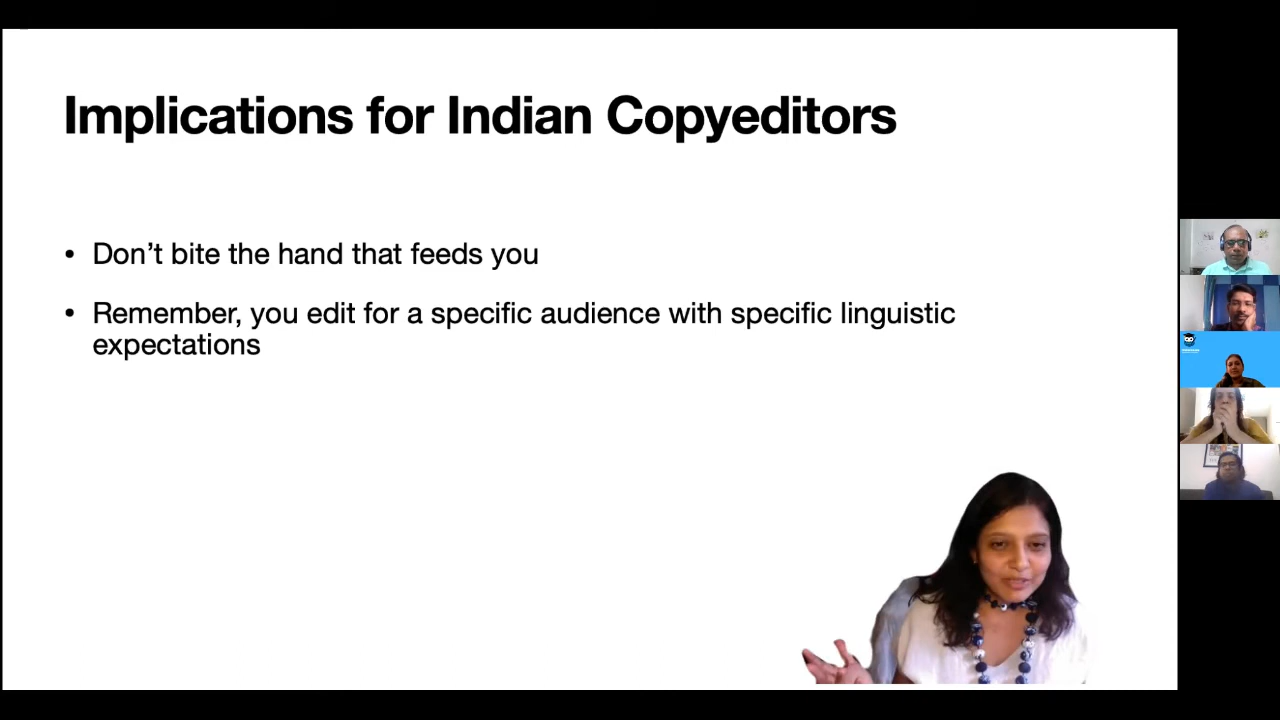 Implications for Indian Copyeditors
• Don’t bite the hand that feeds you
• Remember, you edit for a specific audience with specific linguistic
expectations